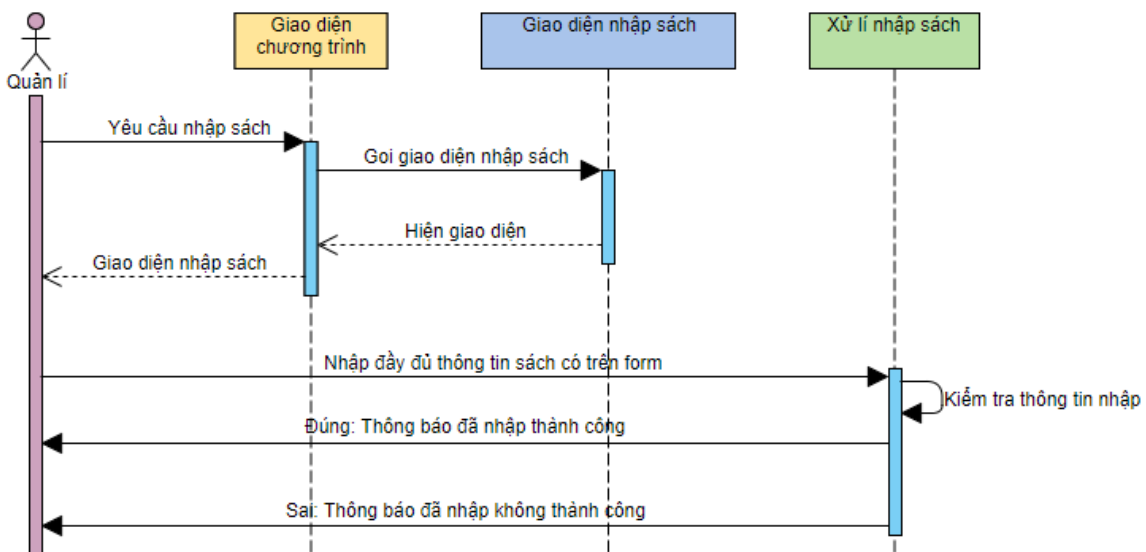 Giao diện
chương trình
Giao diện nhập sách
Xử lí nhập sách
Quản lí
Yêu cầu nhập sách
Goi giao diện nhập sách
Hiện giao diện
Giao diện nhập sách
Nhập đầy đủ thông tin sách có trên form
Kiểm tra thông tin nhập
Đúng: Thông báo đã nhập thành công
Sai: Thông báo đã nhập không thành công